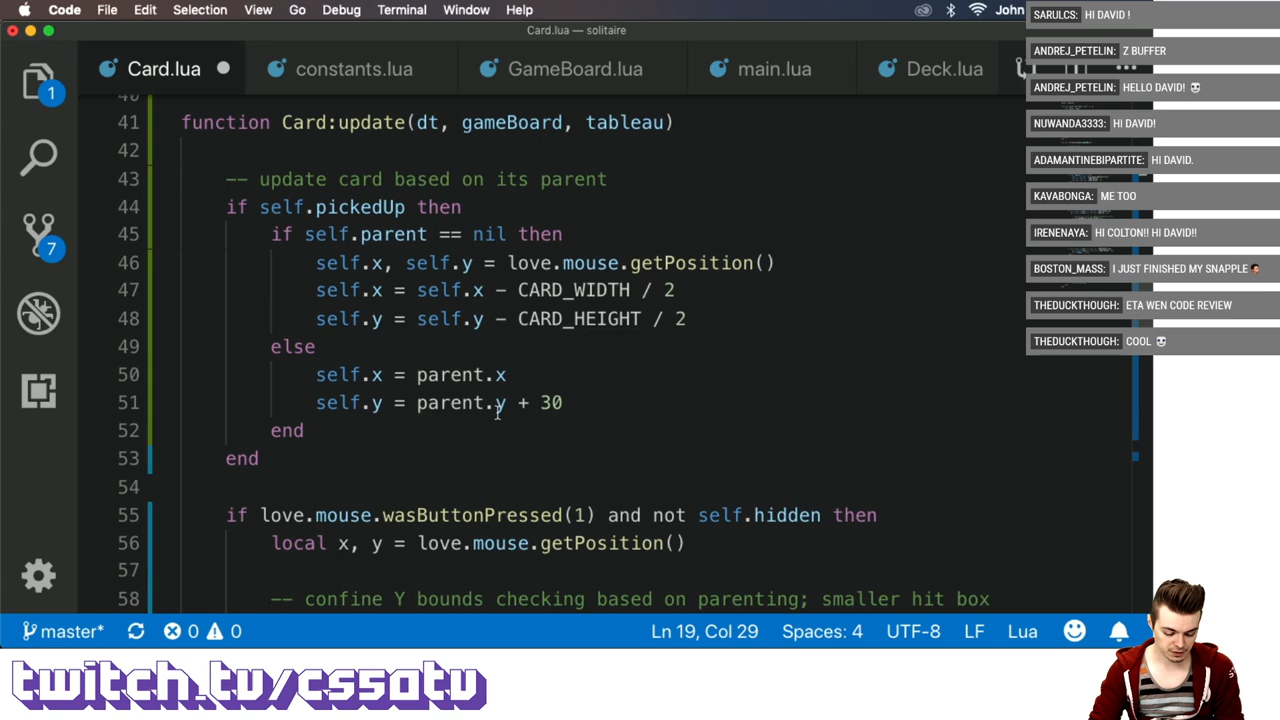 Code File Edit Selection View Go Debug Terminal Window Help John
Card.lua — solitaire
Card.lua constants.lua GameBoard.lua main.lua Deck.lua
1
7
40
41 function Card:update(dt, gameBoard, tableau)
42
43 -- update card based on its parent
44 if self.pickedUp then
45 if self.parent == nil then
46 self.x, self.y = love.mouse.getPosition()
47 self.x = self.x - CARD_WIDTH / 2
48 self.y = self.y - CARD_HEIGHT / 2
49 else
50 self.x = parent.x
51 self.y = parent.y + 30
52 end
53 end
54
55 if love.mouse.wasButtonPressed(1) and not self.hidden then
56 local x, y = love.mouse.getPosition()
57
58 -- confine Y bounds checking based on parenting; smaller hit box
master* 0 0 Ln 19, Col 29 Spaces: 4 UTF-8 LF Lua
SARULCS: HI DAVID !
ANDREJ_PETELIN: Z BUFFER
ANDREJ_PETELIN: HELLO DAVID!
NUWANDA3333: HI DAVID!
ADAMANTINEBIPARTITE: HI DAVID.
KAVABONGA: ME TOO
IRENENAYA: HI COLTON!! HI DAVID!!
BOSTON_MASS: I JUST FINISHED MY SNAPPLE
THEDUCKTHOUGH: ETA WEN CODE REVIEW
THEDUCKTHOUGH: COOL
twitch.tv/cs50tv